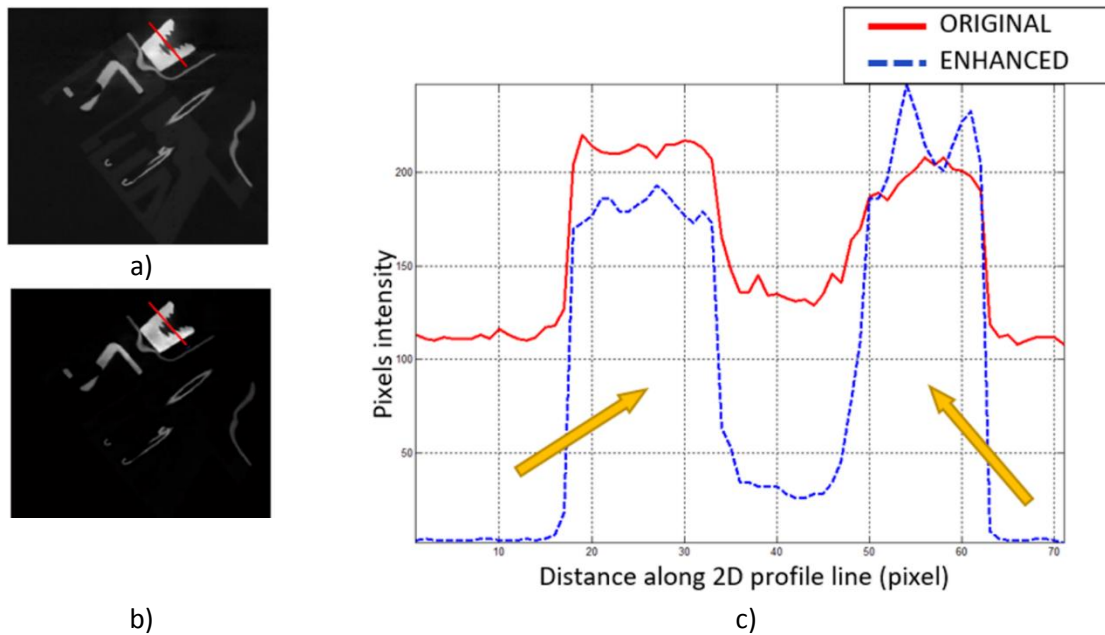 a)
b)
ORIGINAL
ENHANCED
Pixels intensity
200
150
100
50
10
20
30
40
50
60
70
Distance along 2D profile line (pixel)
c)